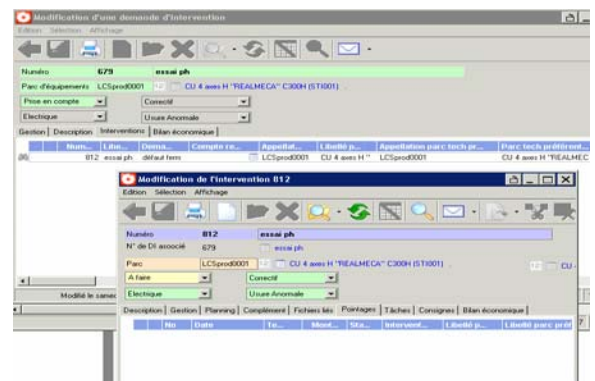 Modification d'une demande d'intervention
Edition Sélection Affichage
Numéro 679 essai ph
Parc d'équipements LCSprod0001 CU 4 axes H "REALMECA" C300H (STI001)
Prise en compte Correctif
Electrique Usure Anormale
Gestion Description Interventions Bilan économique
Num... Libe... Dema... Compte re... Appellat... Libellé p... Appellation parc tech pr... Parc tech préférent...
812 essai ph défaut fem LCSprod0001 CU 4 axes H " LCSprod0001 CU 4 axes H "REALMEC
Modification de l'intervention 812
Edition Sélection Affichage
Numéro 812 essai ph
N° de DI associé 679 essai ph
Parc LCSprod0001 CU 4 axes H "REALMECA" C300H (STI001) CU
A faire Correctif
Electrique Usure Anormale
Modifié le samed
Description Gestion Planning Complément Fichiers liés Pointages Tâches Consignes Bilan économique
No Date Te... Mont... Sta... Intervent... Libellé p... Libellé parc préf